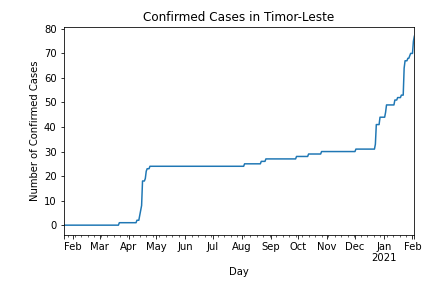 Confirmed Cases in Timor-Leste
80
70
60
50
40
30
20
10
0
Number of Confirmed Cases
Feb Mar Apr May Jun Jul Aug Sep Oct Nov Dec Jan Feb
2021
Day